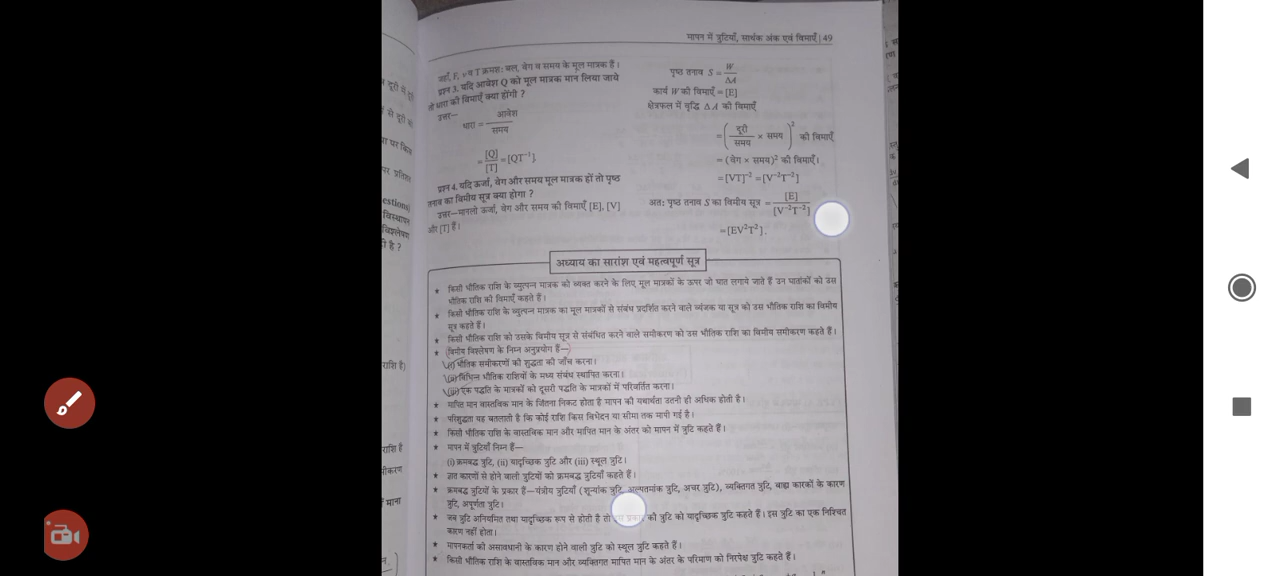 मापन में त्रुटियाँ, सार्थक अंक एवं विमाएँ | 49
जहाँ, F, v व T क्रमश: बल, वेग व समय के मूल मात्रक हैं।
प्रश्न 3. यदि आवेश Q को मूल मात्रक मान लिया जाये
तो धारा की विमाएँ क्या होंगी ?
उत्तर—
धारा = आवेश / समय
= [Q] / [T] = [QT⁻¹].
प्रश्न 4. यदि ऊर्जा, वेग और समय मूल मात्रक हों तो पृष्ठ
तनाव का विमीय सूत्र क्या होगा ?
उत्तर—मानलो ऊर्जा, वेग और समय की विमाएँ [E], [V]
और [T] हैं।
पृष्ठ तनाव S = W / ΔA
कार्य W की विमाएँ = [E]
क्षेत्रफल में वृद्धि ΔA की विमाएँ
= (दूरी / समय × समय)² की विमाएँ
= (वेग × समय)² की विमाएँ।
= [VT]⁻² = [V⁻²T⁻²]
अत: पृष्ठ तनाव S का विमीय सूत्र = [E] / [V⁻²T⁻²]
= [EV²T²].
अध्याय का सारांश एवं महत्वपूर्ण सूत्र
★ किसी भौतिक राशि के व्युत्पन्न मात्रक को व्यक्त करने के लिए मूल मात्रकों के ऊपर जो घात लगाये जाते हैं उन घातांकों को उस
भौतिक राशि की विमाएँ कहते हैं।
★ किसी भौतिक राशि के व्युत्पन्न मात्रक का मूल मात्रकों से संबंध प्रदर्शित करने वाले व्यंजक या सूत्र को उस भौतिक राशि का विमीय
सूत्र कहते हैं।
★ किसी भौतिक राशि को उसके विमीय सूत्र से संबंधित करने वाले समीकरण को उस भौतिक राशि का विमीय समीकरण कहते हैं।
★ विमीय विश्लेषण के निम्न अनुप्रयोग हैं—
(i) भौतिक समीकरणों की शुद्धता की जाँच करना।
(ii) विभिन्न भौतिक राशियों के मध्य संबंध स्थापित करना।
(iii) एक पद्धति के मात्रकों को दूसरी पद्धति के मात्रकों में परिवर्तित करना।
★ मापित मान वास्तविक मान के जितना निकट होता है मापन की यथार्थता उतनी ही अधिक होती है।
★ परिशुद्धता यह बतलाती है कि कोई राशि किस विभेदन या सीमा तक मापी गई है।
★ किसी भौतिक राशि के वास्तविक मान और मापित मान के अंतर को मापन में त्रुटि कहते हैं।
★ मापन में त्रुटियाँ निम्न हैं—
(i) क्रमबद्ध त्रुटि, (ii) यादृच्छिक त्रुटि और (iii) स्थूल त्रुटि।
★ ज्ञात कारणों से होने वाली त्रुटियों को क्रमबद्ध त्रुटियाँ कहते हैं।
★ क्रमबद्ध त्रुटियों के प्रकार हैं—यंत्रीय त्रुटियाँ (शून्यांक त्रुटि, अल्पतमांक त्रुटि, अचर त्रुटि), व्यक्तिगत त्रुटि, बाह्य कारकों के कारण
त्रुटि, अपूर्णता त्रुटि।
★ जब त्रुटि अनियमित तथा यादृच्छिक रूप से होती है तो इस प्रकार की त्रुटि को यादृच्छिक त्रुटि कहते हैं। इस त्रुटि का एक निश्चित
कारण नहीं होता।
★ मापनकर्ता की असावधानी के कारण होने वाली त्रुटि को स्थूल त्रुटि कहते हैं।
★ किसी भौतिक राशि के वास्तविक मान और व्यक्तिगत मापित मान के अंतर के परिमाण को निरपेक्ष त्रुटि कहते हैं।